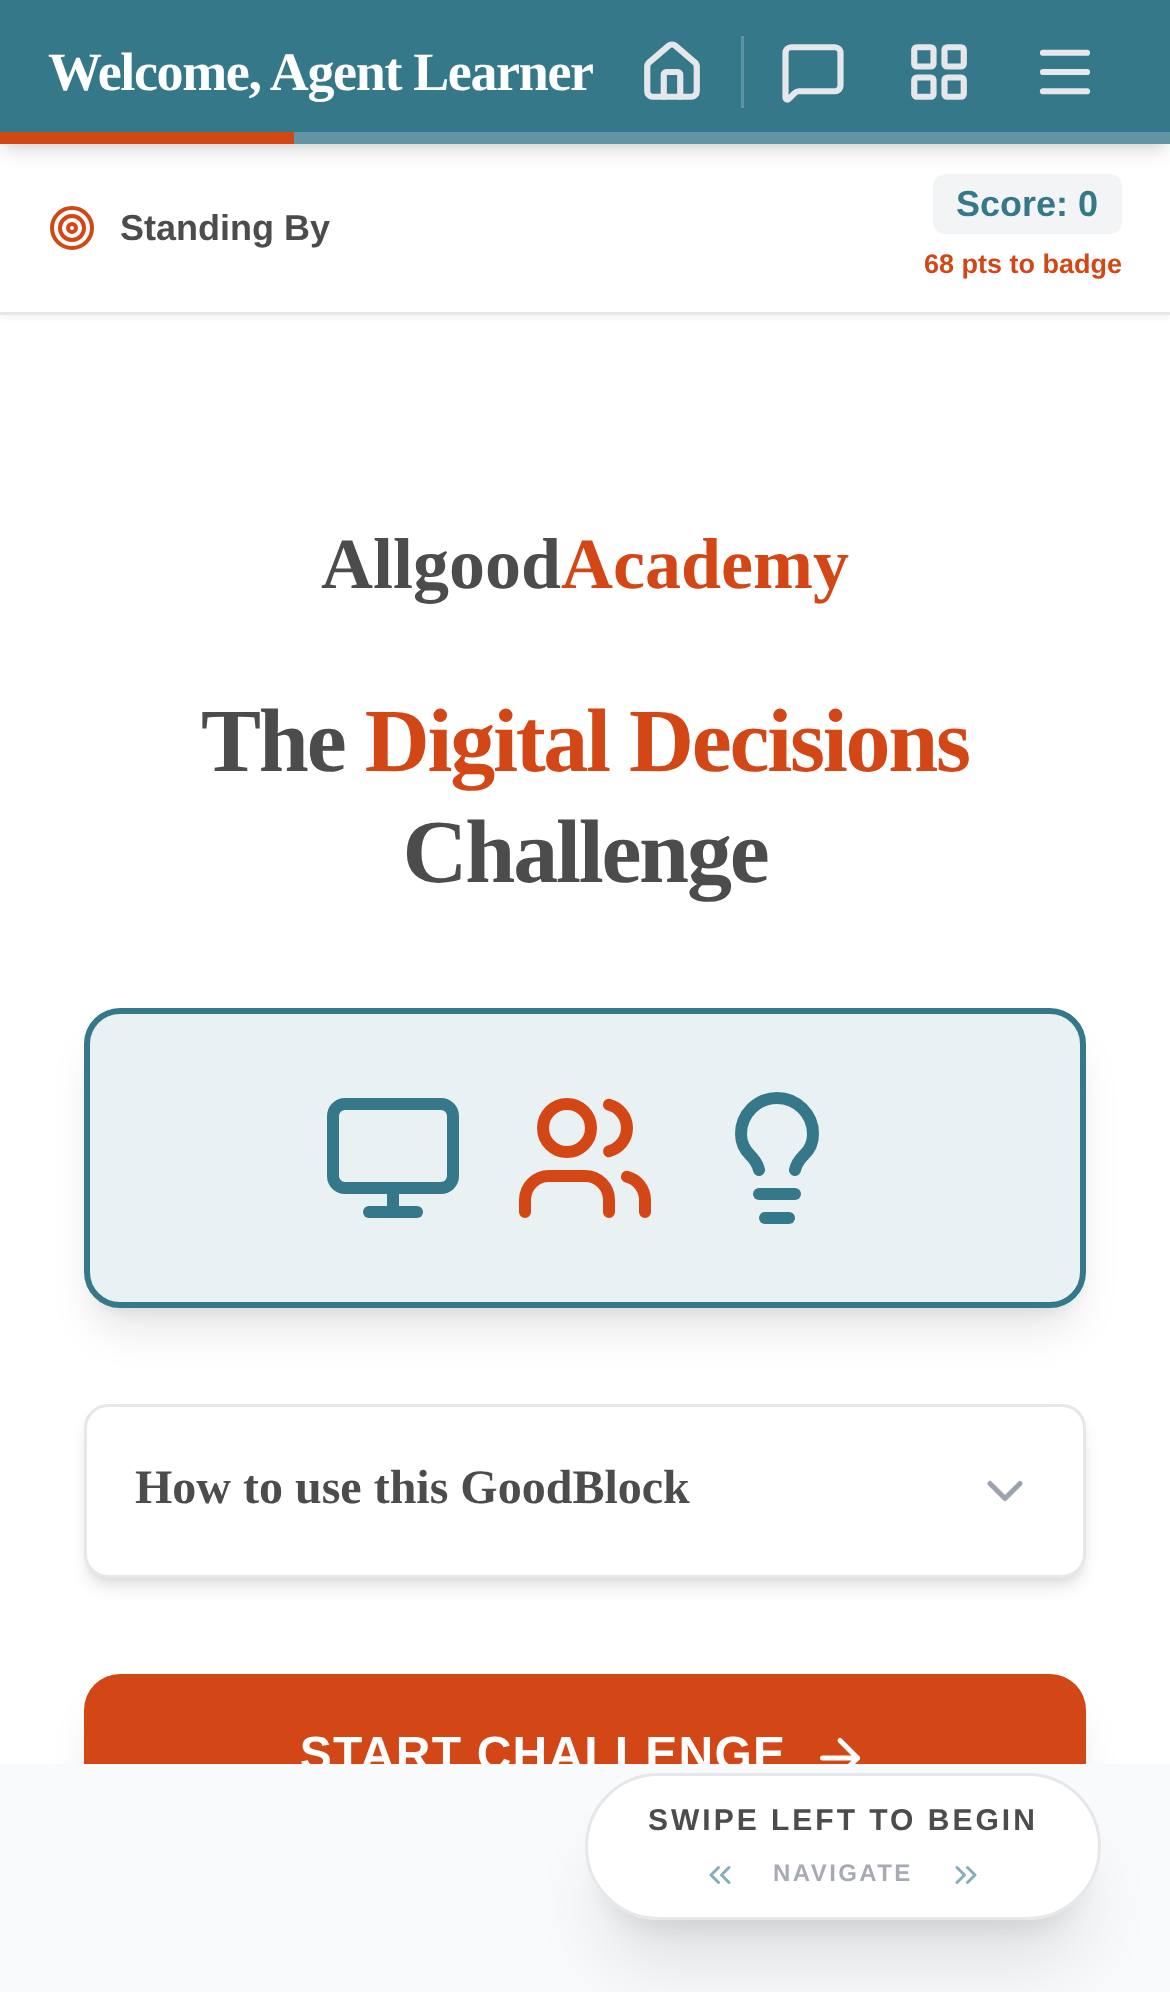 Welcome, Agent Learner
Standing By
Score: 0
68 pts to badge
AllgoodAcademy
The Digital Decisions
Challenge
How to use this GoodBlock
START CHALLENGE
SWIPE LEFT TO BEGIN
NAVIGATE